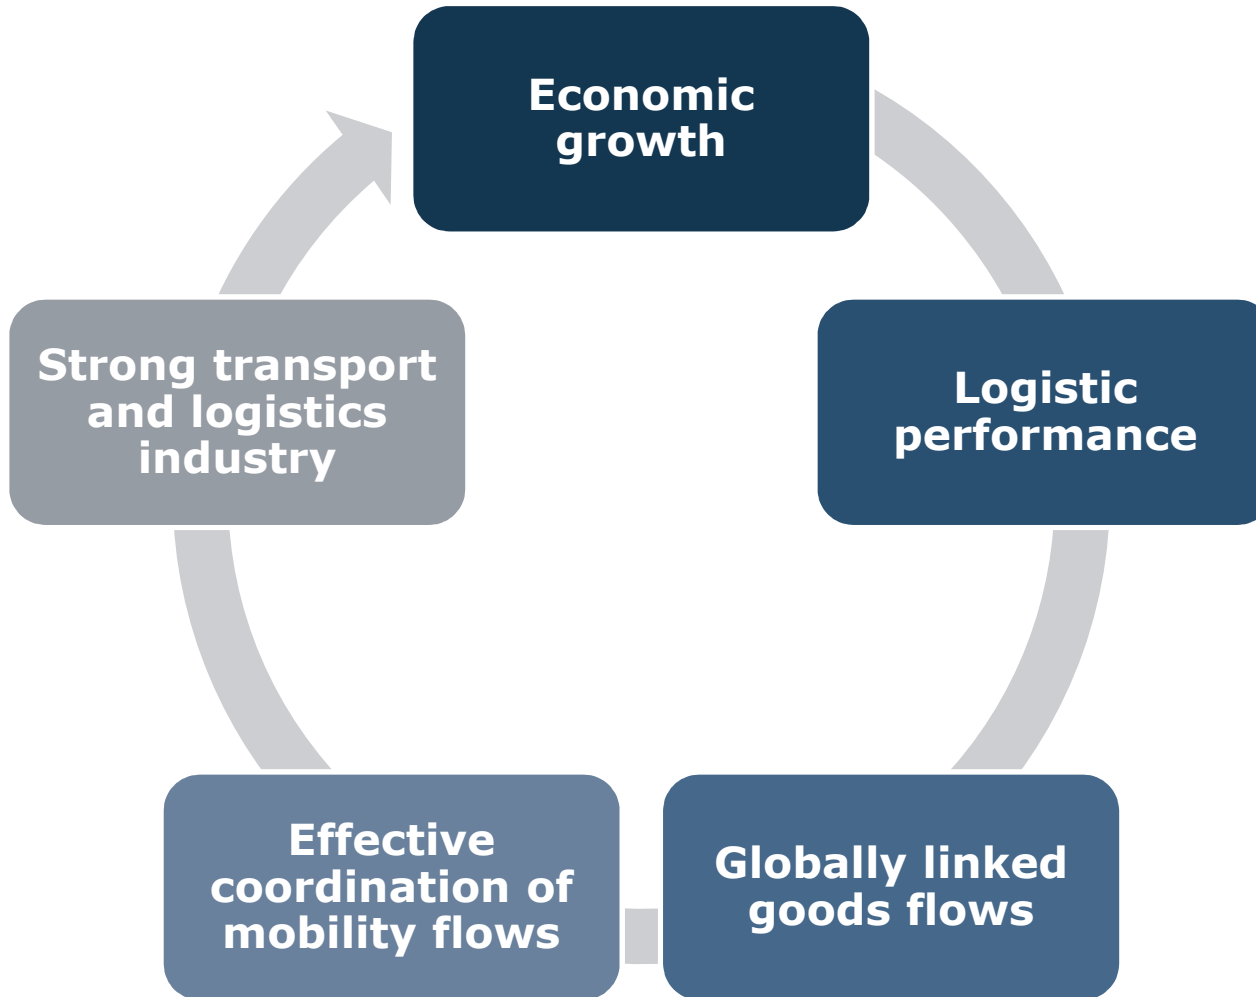 Economic
growth
Logistic
performance
Globally linked
goods flows
Effective
coordination of
mobility flows
Strong transport
and logistics
industry